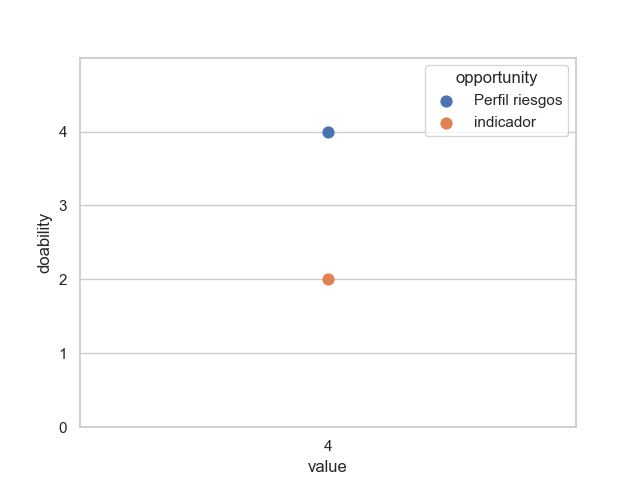 opportunity
Perfil riesgos
indicador
4
3
2
1
0
doability
4
value